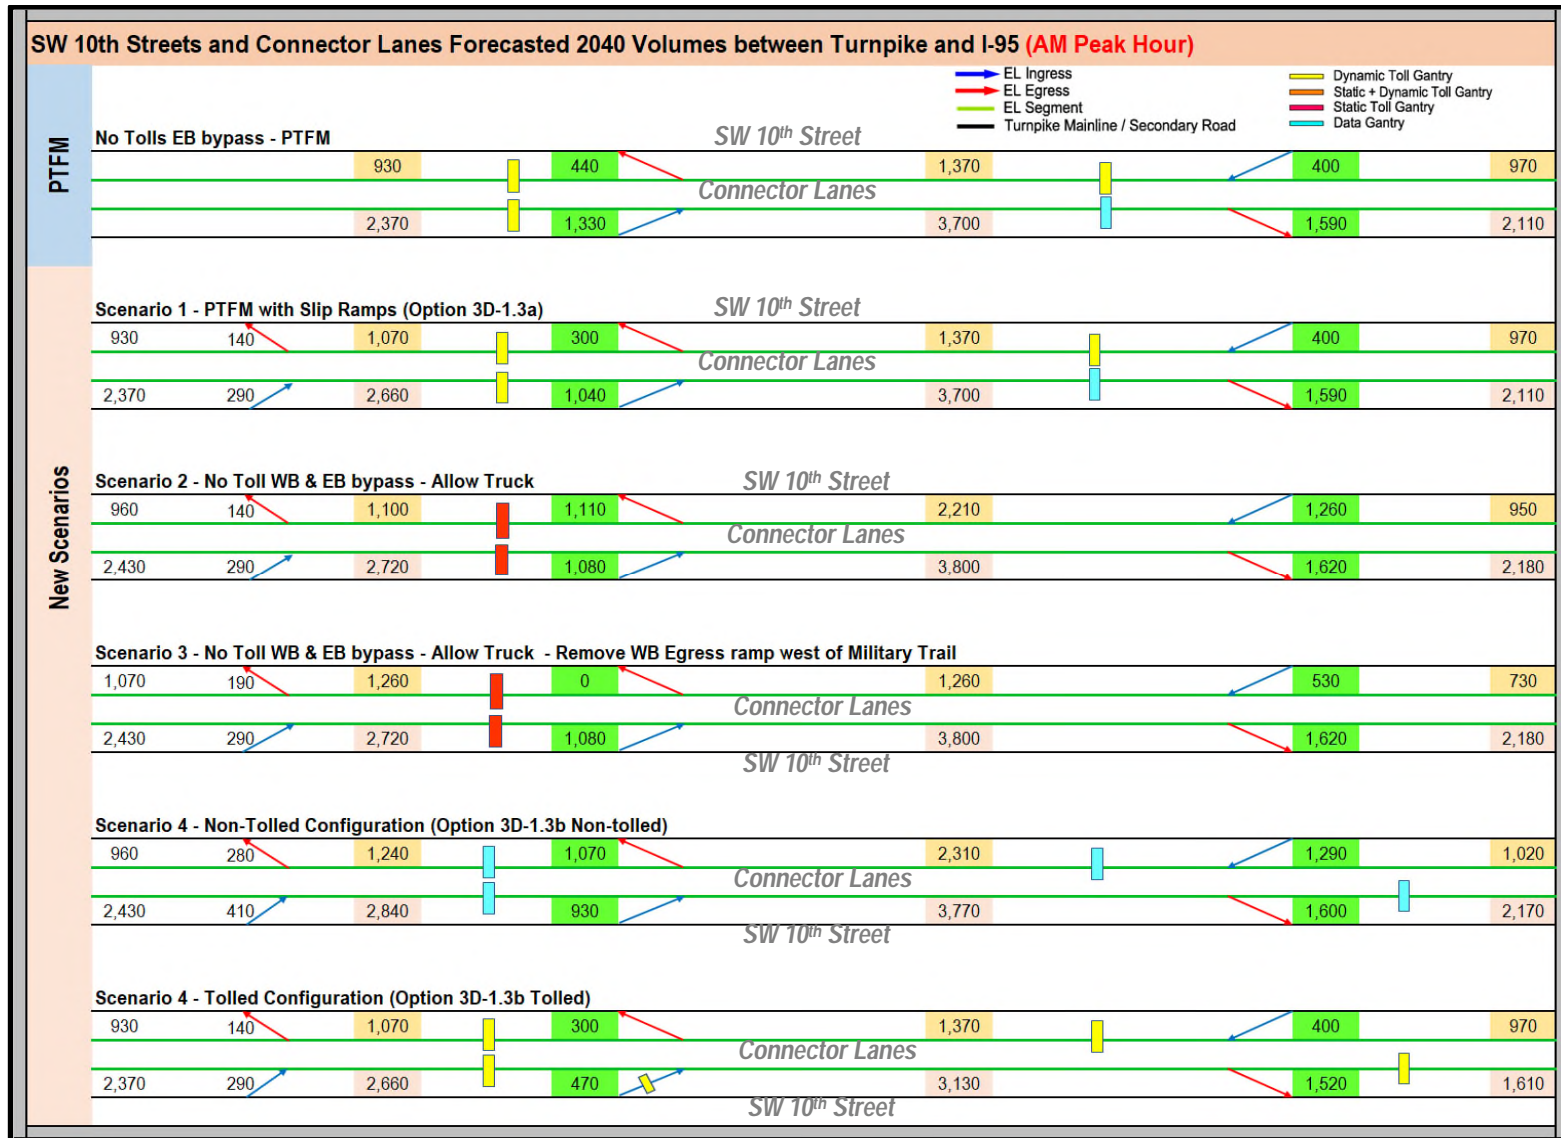 SW 10th Streets and Connector Lanes Forecasted 2040 Volumes between Turnpike and I-95 (AM Peak Hour)
EL Ingress
EL Egress
EL Segment
Turnpike Mainline / Secondary Road
Dynamic Toll Gantry
Static + Dynamic Toll Gantry
Static Toll Gantry
Data Gantry
PTFM
No Tolls EB bypass - PTFM
SW 10th Street
930 440 1,370 400 970
Connector Lanes
2,370 1,330 3,700 1,590 2,110
New Scenarios
Scenario 1 - PTFM with Slip Ramps (Option 3D-1.3a)
SW 10th Street
930 140 1,070 300 1,370 400 970
Connector Lanes
2,370 290 2,660 1,040 3,700 1,590 2,110
Scenario 2 - No Toll WB & EB bypass - Allow Truck
SW 10th Street
960 140 1,100 1,110 2,210 1,260 950
Connector Lanes
2,430 290 2,720 1,080 3,800 1,620 2,180
Scenario 3 - No Toll WB & EB bypass - Allow Truck - Remove WB Egress ramp west of Military Trail
1,070 190 1,260 0 1,260 530 730
Connector Lanes
2,430 290 2,720 1,080 3,800 1,620 2,180
SW 10th Street
Scenario 4 - Non-Tolled Configuration (Option 3D-1.3b Non-tolled)
960 280 1,240 1,070 2,310 1,290 1,020
Connector Lanes
2,430 410 2,840 930 3,770 1,600 2,170
SW 10th Street
Scenario 4 - Tolled Configuration (Option 3D-1.3b Tolled)
930 140 1,070 300 1,370 400 970
Connector Lanes
2,370 290 2,660 470 3,130 1,520 1,610
SW 10th Street